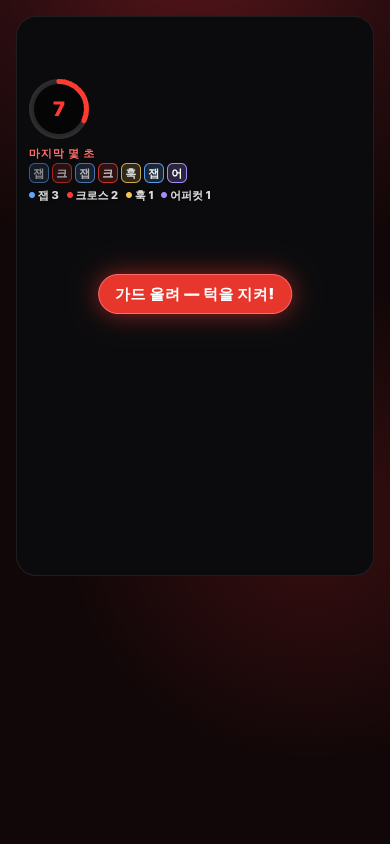 7
마지막 몇 초
잽 크 잽 크 훅 잽 어
잽 3 크로스 2 훅 1 어퍼컷 1
가드 올려 — 턱을 지켜!